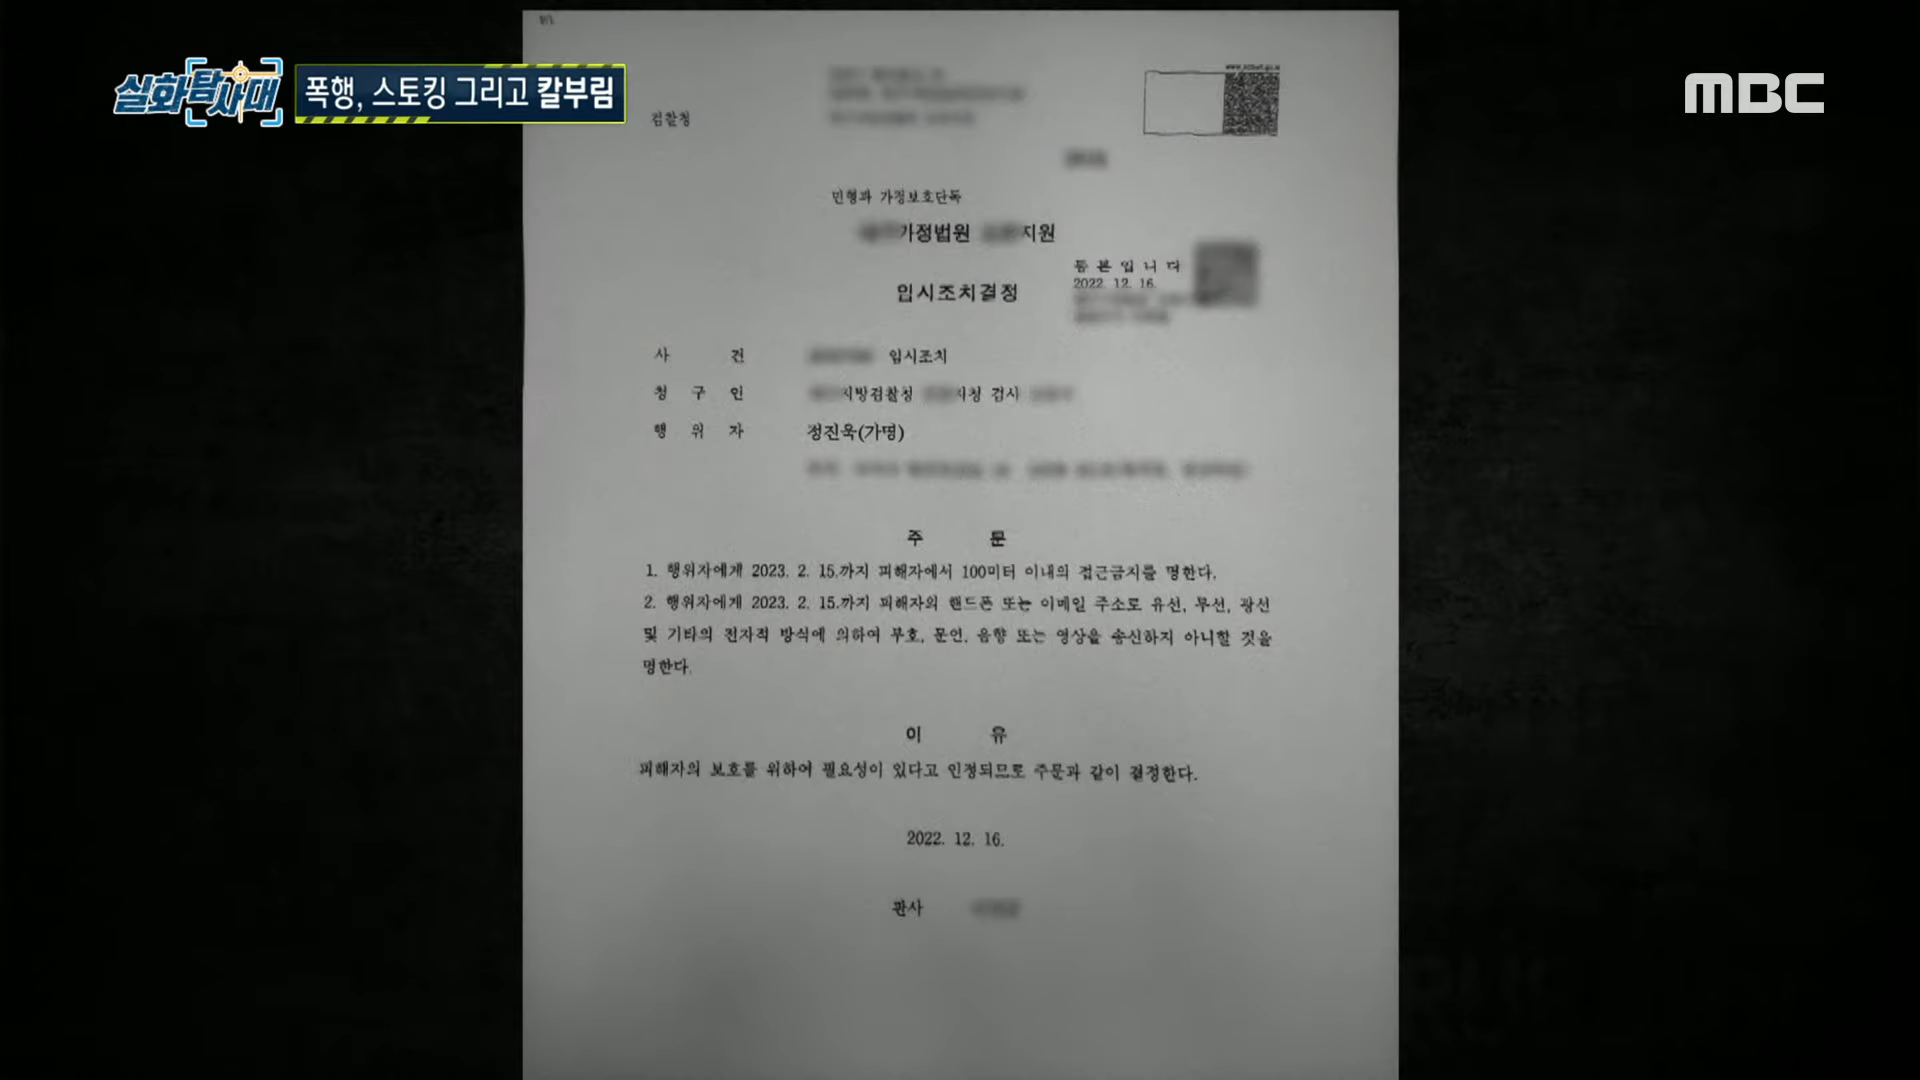 실화탐사대
폭행, 스토킹 그리고 칼부림
MBC
검찰청
민형과 가정보호단독
가정법원 지원
등 본 입 니 다
2022. 12. 16.
임시조치결정
사 건 임시조치
청 구 인 지방검찰청 지청 검사
행 위 자 정진욱(가명)
주 문
1. 행위자에게 2023. 2. 15.까지 피해자에서 100미터 이내의 접근금지를 명한다.
2. 행위자에게 2023. 2. 15.까지 피해자의 핸드폰 또는 이메일 주소로 유선, 무선, 광선
및 기타의 전자적 방식에 의하여 부호, 문언, 음향 또는 영상을 송신하지 아니할 것을
명한다.
이 유
피해자의 보호를 위하여 필요성이 있다고 인정되므로 주문과 같이 결정한다.
2022. 12. 16.
판사